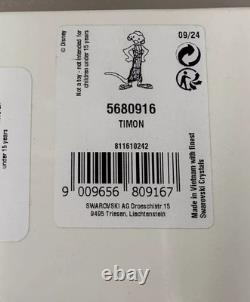 © Disney
Not a toy - not intended for
children under 15 years
09/24
5680916
TIMON
811610242
9 009656 809167
SWAROVSKI AG Droeschistr.15
9495 Triesen, Liechtenstein
Made in Vietnam with finest
Swarovski Crystals
under 15 years